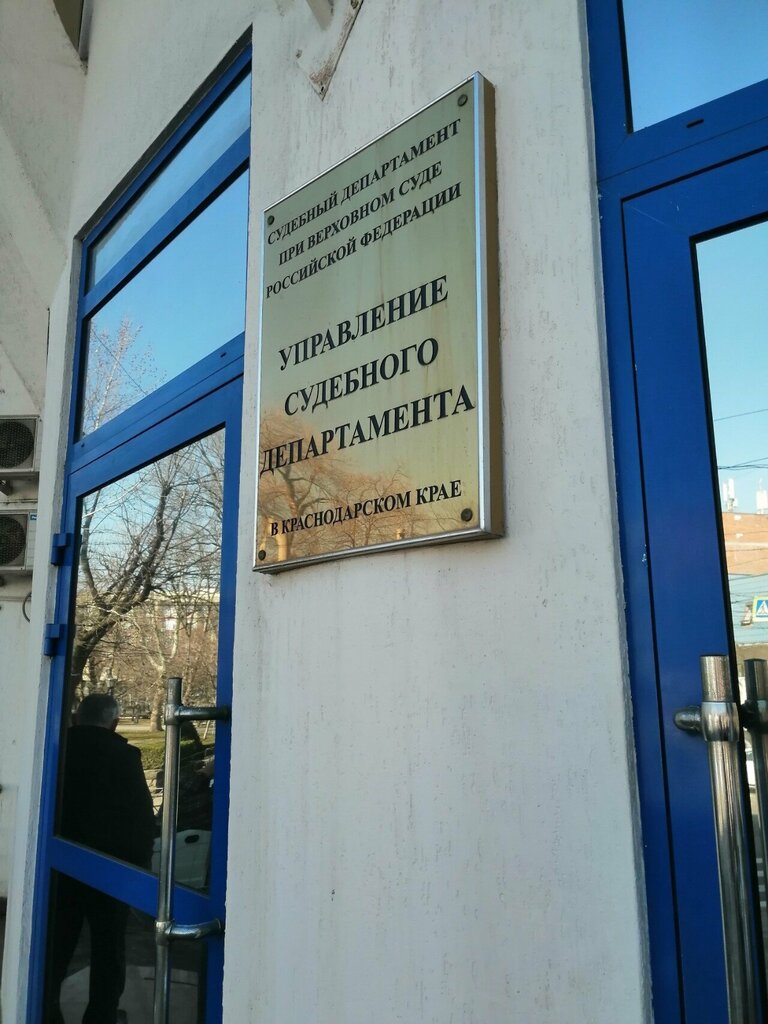 СУДЕБНЫЙ ДЕПАРТАМЕНТ
ПРИ ВЕРХОВНОМ СУДЕ
РОССИЙСКОЙ ФЕДЕРАЦИИ
УПРАВЛЕНИЕ
СУДЕБНОГО
ДЕПАРТАМЕНТА
В КРАСНОДАРСКОМ КРАЕ